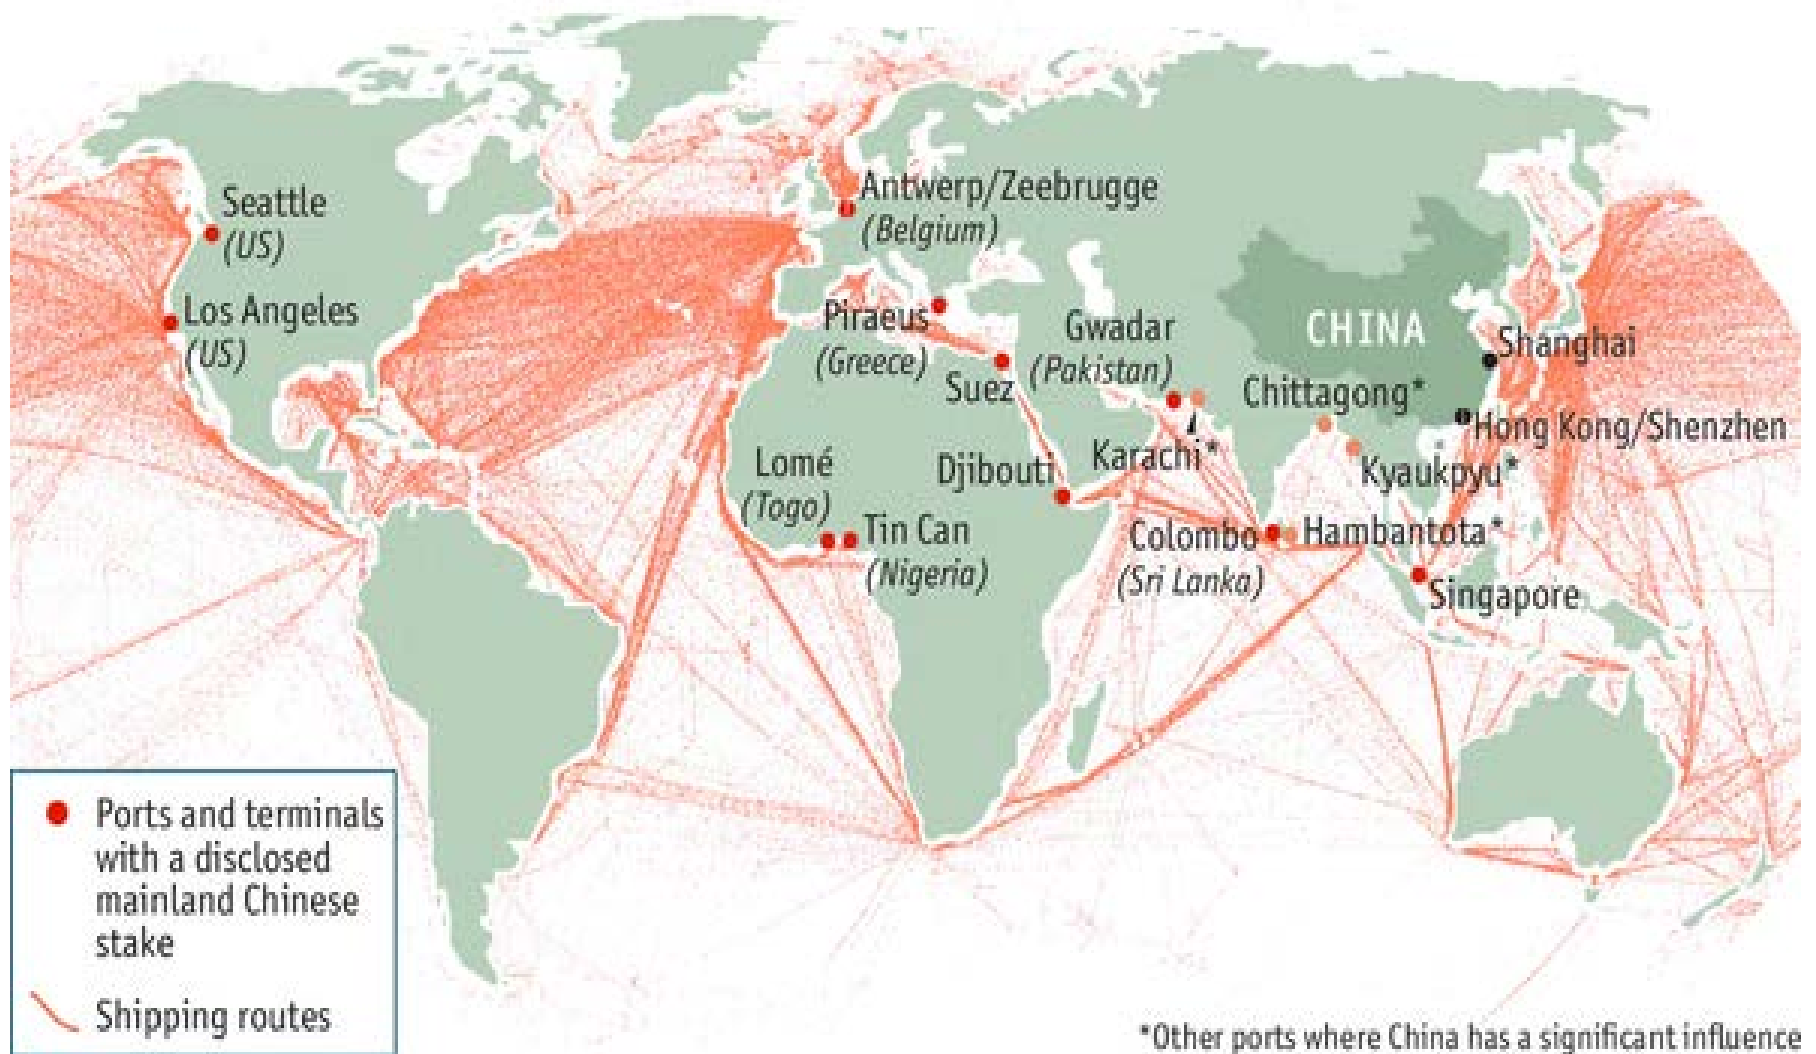 Seattle
(US)
Los Angeles
(US)
Antwerp/Zeebrugge
(Belgium)
Piraeus
(Greece)
Suez
Gwadar
(Pakistan)
CHINA
Shanghai
Chittagong*
Hong Kong/Shenzhen
Karachi*
Kyaukpyu*
Lomé
(Togo)
Djibouti
Tin Can
(Nigeria)
Colombo
(Sri Lanka)
Hambantota*
Singapore
Ports and terminals
with a disclosed
mainland Chinese
stake
Shipping routes
*Other ports where China has a significant influence